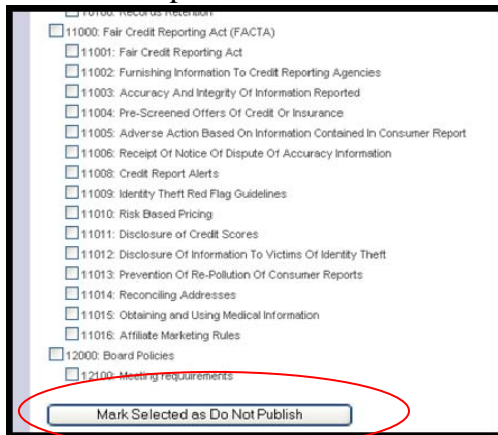 10100: Records Retention
11000: Fair Credit Reporting Act (FACTA)
11001: Fair Credit Reporting Act
11002: Furnishing Information To Credit Reporting Agencies
11003: Accuracy And Integrity Of Information Reported
11004: Pre-Screened Offers Of Credit Or Insurance
11005: Adverse Action Based On Information Contained In Consumer Report
11006: Receipt Of Notice Of Dispute Of Accuracy Information
11008: Credit Report Alerts
11009: Identity Theft Red Flag Guidelines
11010: Risk Based Pricing
11011: Disclosure of Credit Scores
11012: Disclosure Of Information To Victims Of Identity Theft
11013: Prevention Of Re-Pollution Of Consumer Reports
11014: Reconciling Addresses
11015: Obtaining and Using Medical Information
11016: Affiliate Marketing Rules
12000: Board Policies
12100: Meeting requuirements
Mark Selected as Do Not Publish